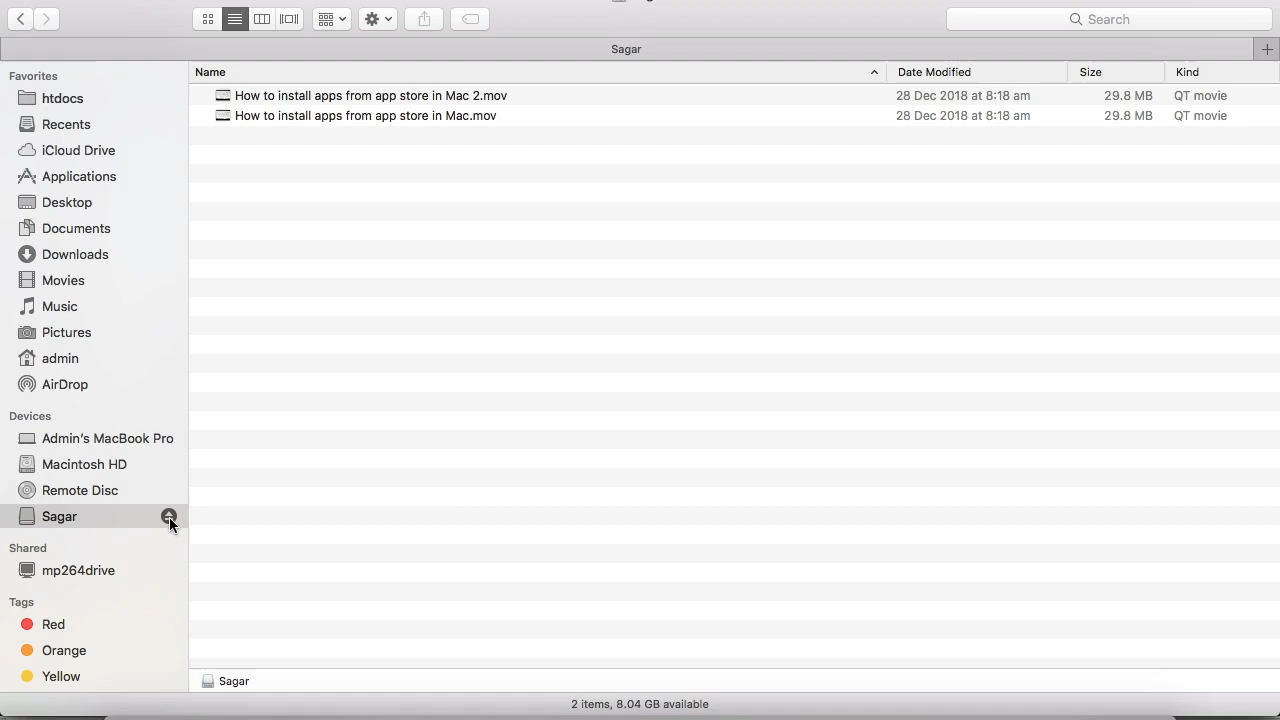 Search
Sagar
Favorites
htdocs
Recents
iCloud Drive
Applications
Desktop
Documents
Downloads
Movies
Music
Pictures
admin
AirDrop
Devices
Admin's MacBook Pro
Macintosh HD
Remote Disc
Sagar
Shared
mp264drive
Tags
Red
Orange
Yellow
Name Date Modified Size Kind
How to install apps from app store in Mac 2.mov 28 Dec 2018 at 8:18 am 29.8 MB QT movie
How to install apps from app store in Mac.mov 28 Dec 2018 at 8:18 am 29.8 MB QT movie
Sagar
2 items, 8.04 GB available